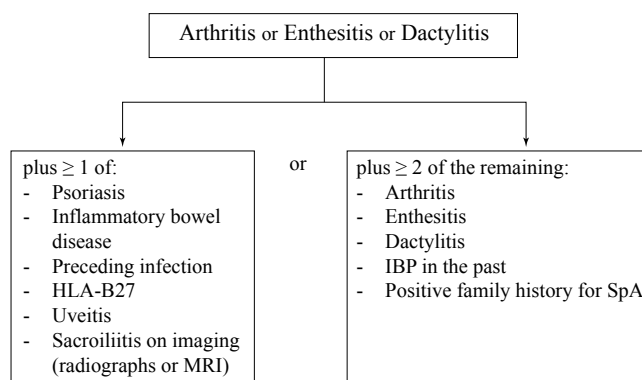 Arthritis or Enthesitis or Dactylitis
plus ≥ 1 of:
- Psoriasis
- Inflammatory bowel
disease
- Preceding infection
- HLA-B27
- Uveitis
- Sacroiliitis on imaging
(radiographs or MRI)
or
plus ≥ 2 of the remaining:
- Arthritis
- Enthesitis
- Dactylitis
- IBP in the past
- Positive family history for SpA